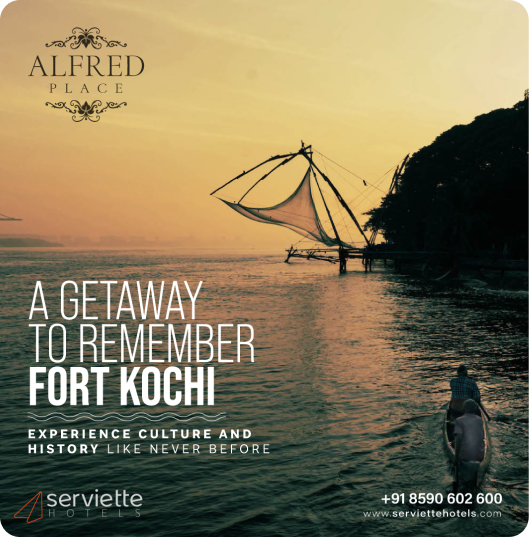 ALFRED
PLACE
A GETAWAY
TO REMEMBER
FORT KOCHI
EXPERIENCE CULTURE AND
HISTORY LIKE NEVER BEFORE
serviette
HOTELS
+91 8590 602 600
www.serviettehotels.com